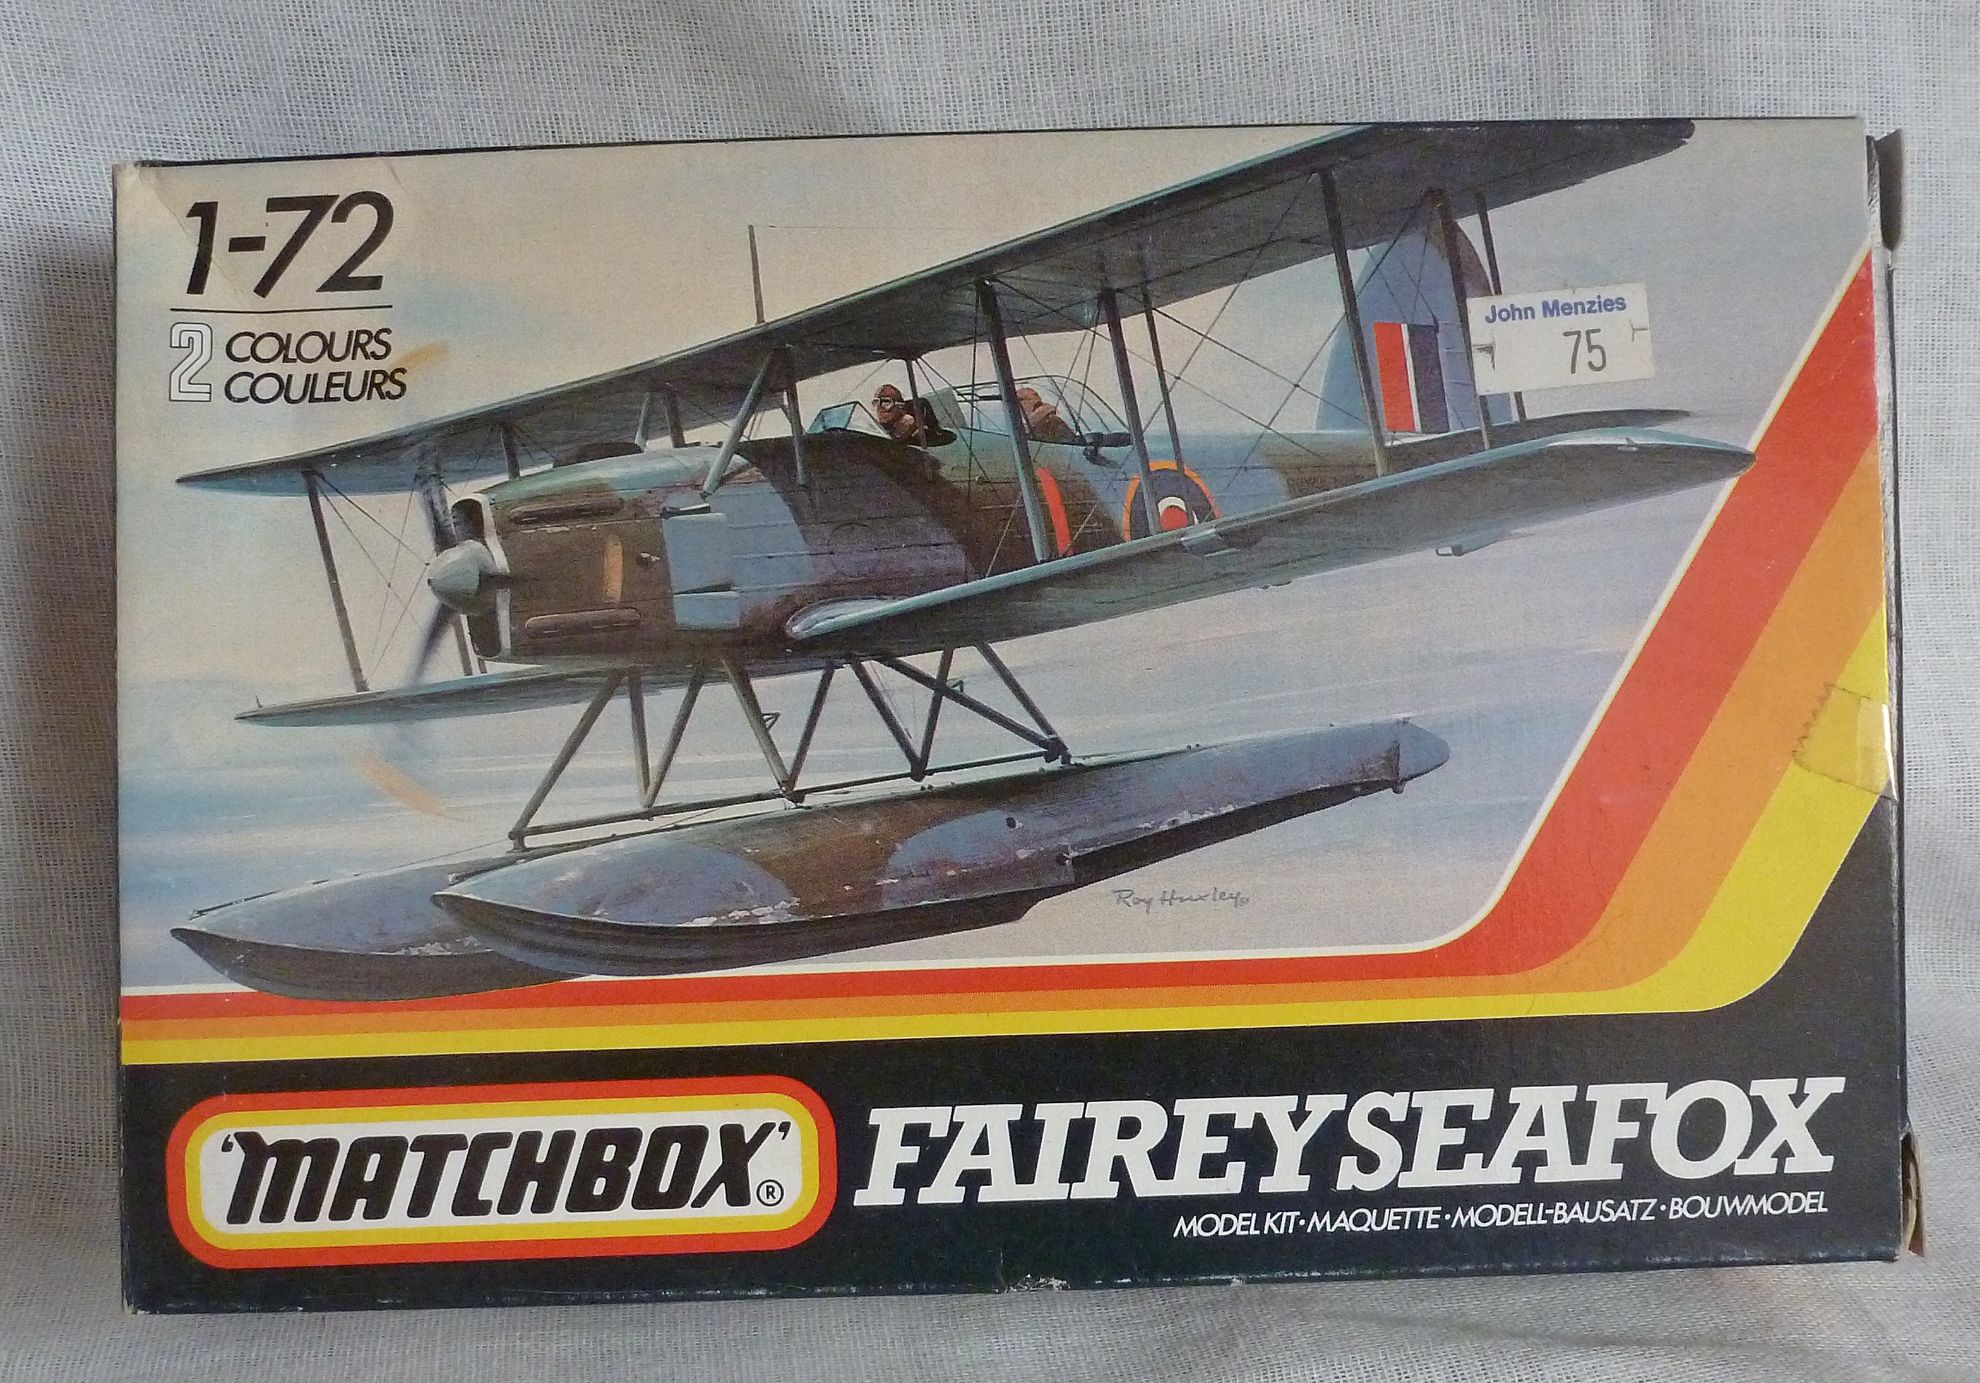 1-72
2 COLOURS
COULEURS
John Menzies
75
Roy Huxley
'MATCHBOX'®
FAIREY SEAFOX
MODEL KIT·MAQUETTE·MODELL-BAUSATZ·BOUWMODEL